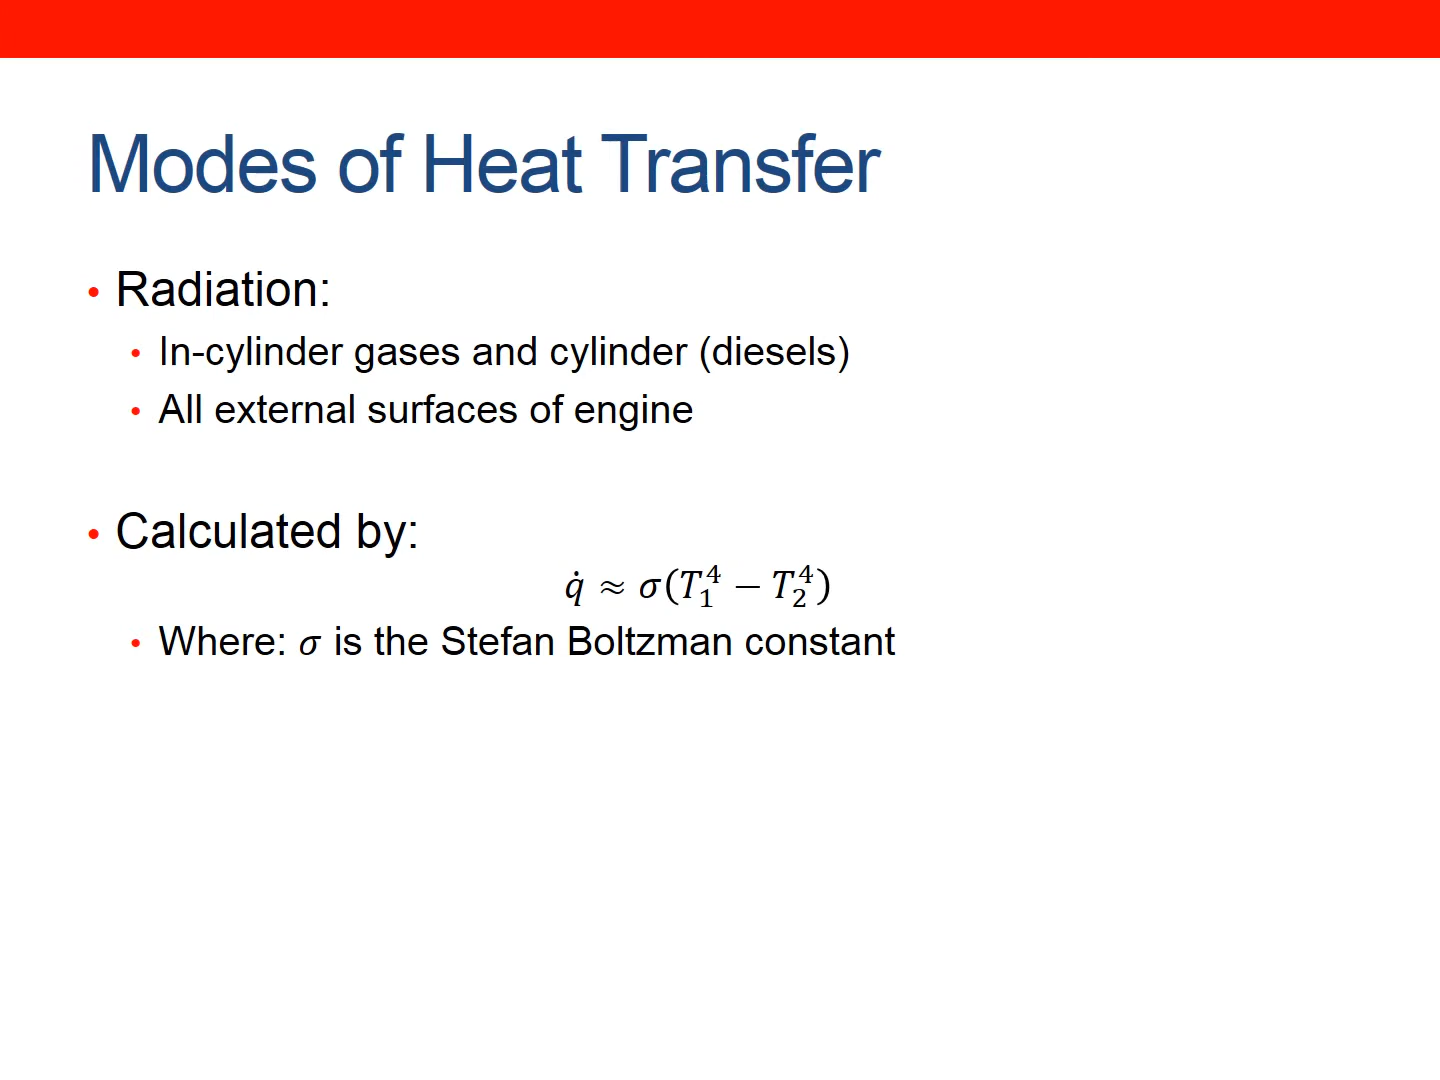 Modes of Heat Transfer
• Radiation:
• In-cylinder gases and cylinder (diesels)
• All external surfaces of engine
• Calculated by:
q̇ ≈ σ(T₁⁴ − T₂⁴)
• Where: σ is the Stefan Boltzman constant